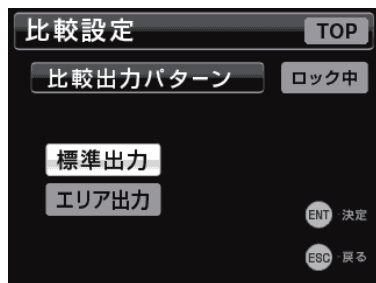 比較設定 TOP
比較出力パターン ロック中
標準出力
エリア出力
ENT 決定
ESC 戻る